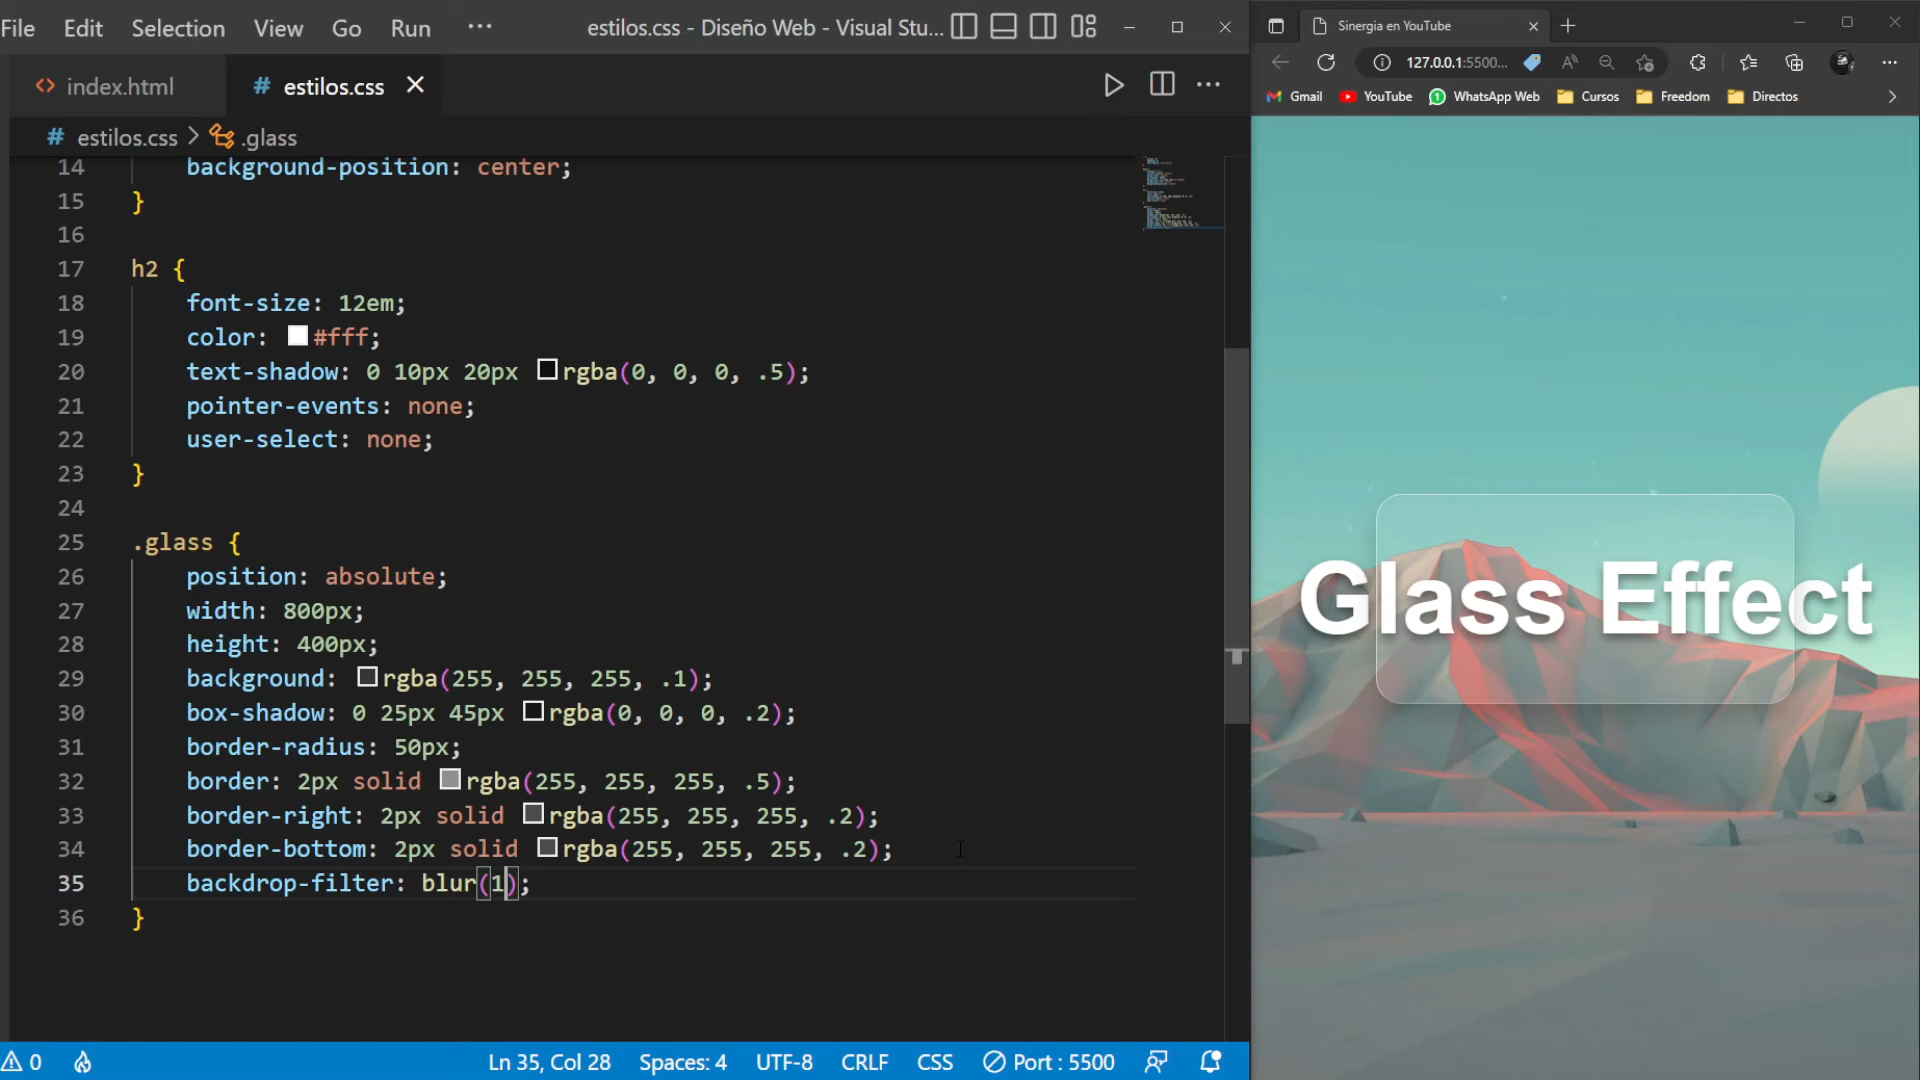 File Edit Selection View Go Run ··· estilos.css - Diseño Web - Visual Stu...
index.html # estilos.css
# estilos.css > .glass
14 background-position: center;
15 }
16
17 h2 {
18 font-size: 12em;
19 color: #fff;
20 text-shadow: 0 10px 20px rgba(0, 0, 0, .5);
21 pointer-events: none;
22 user-select: none;
23 }
24
25 .glass {
26 position: absolute;
27 width: 800px;
28 height: 400px;
29 background: rgba(255, 255, 255, .1);
30 box-shadow: 0 25px 45px rgba(0, 0, 0, .2);
31 border-radius: 50px;
32 border: 2px solid rgba(255, 255, 255, .5);
33 border-right: 2px solid rgba(255, 255, 255, .2);
34 border-bottom: 2px solid rgba(255, 255, 255, .2);
35 backdrop-filter: blur(1);
36 }
0 Ln 35, Col 28 Spaces: 4 UTF-8 CRLF CSS Port : 5500
Sinergia en YouTube
127.0.0.1:5500...
Gmail YouTube WhatsApp Web Cursos Freedom Directos
Glass Effect